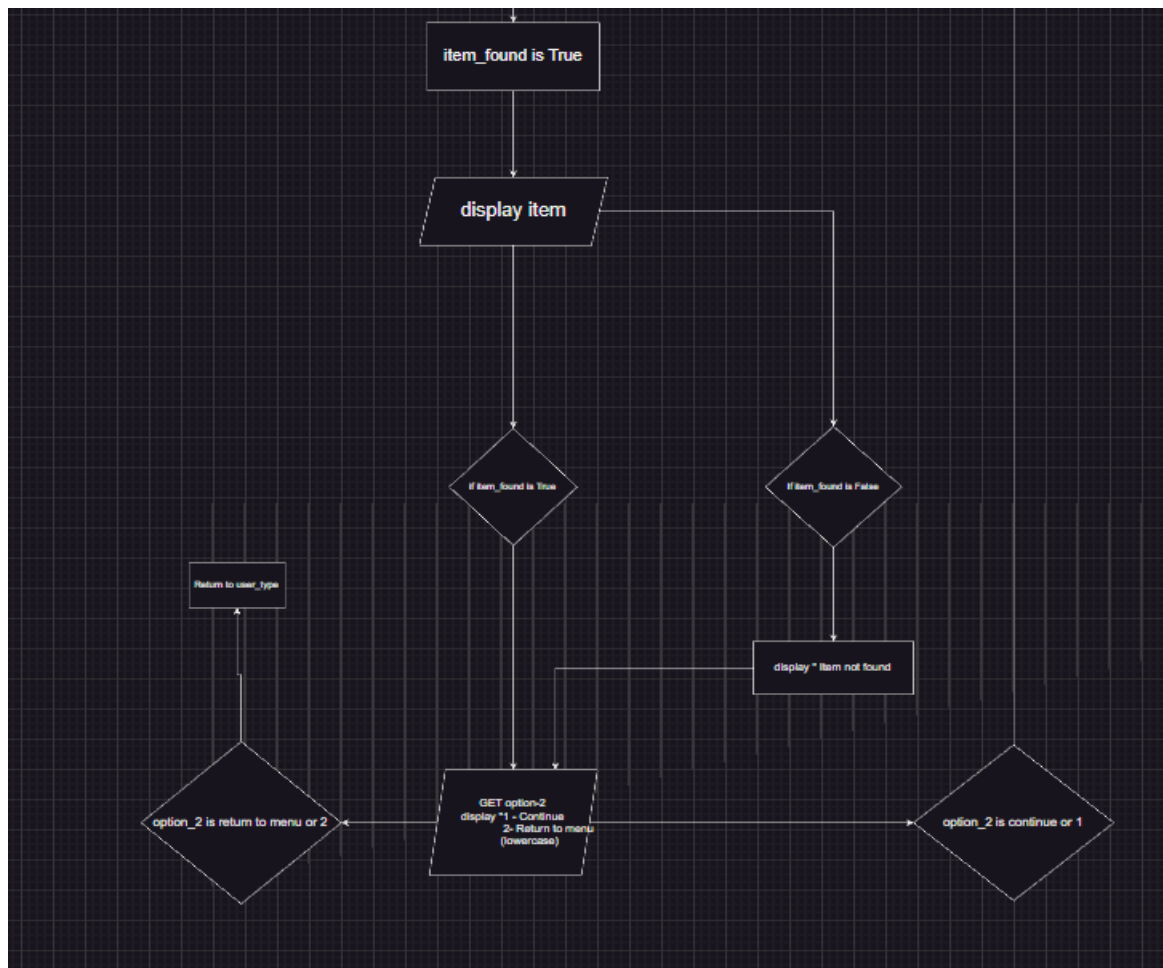 item_found is True
display item
If item_found is True
If item_found is False
Return to user_type
display " Item not found
option_2 is return to menu or 2
GET option-2
display "1 - Continue
2- Return to menu
(lowercase)
option_2 is continue or 1